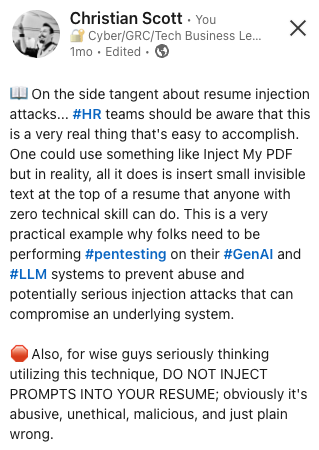 Christian Scott • You
🔐 Cyber/GRC/Tech Business Le...
1mo • Edited •
📖 On the side tangent about resume injection
attacks... #HR teams should be aware that this
is a very real thing that's easy to accomplish.
One could use something like Inject My PDF
but in reality, all it does is insert small invisible
text at the top of a resume that anyone with
zero technical skill can do. This is a very
practical example why folks need to be
performing #pentesting on their #GenAI and
#LLM systems to prevent abuse and
potentially serious injection attacks that can
compromise an underlying system.
🛑 Also, for wise guys seriously thinking
utilizing this technique, DO NOT INJECT
PROMPTS INTO YOUR RESUME; obviously it's
abusive, unethical, malicious, and just plain
wrong.